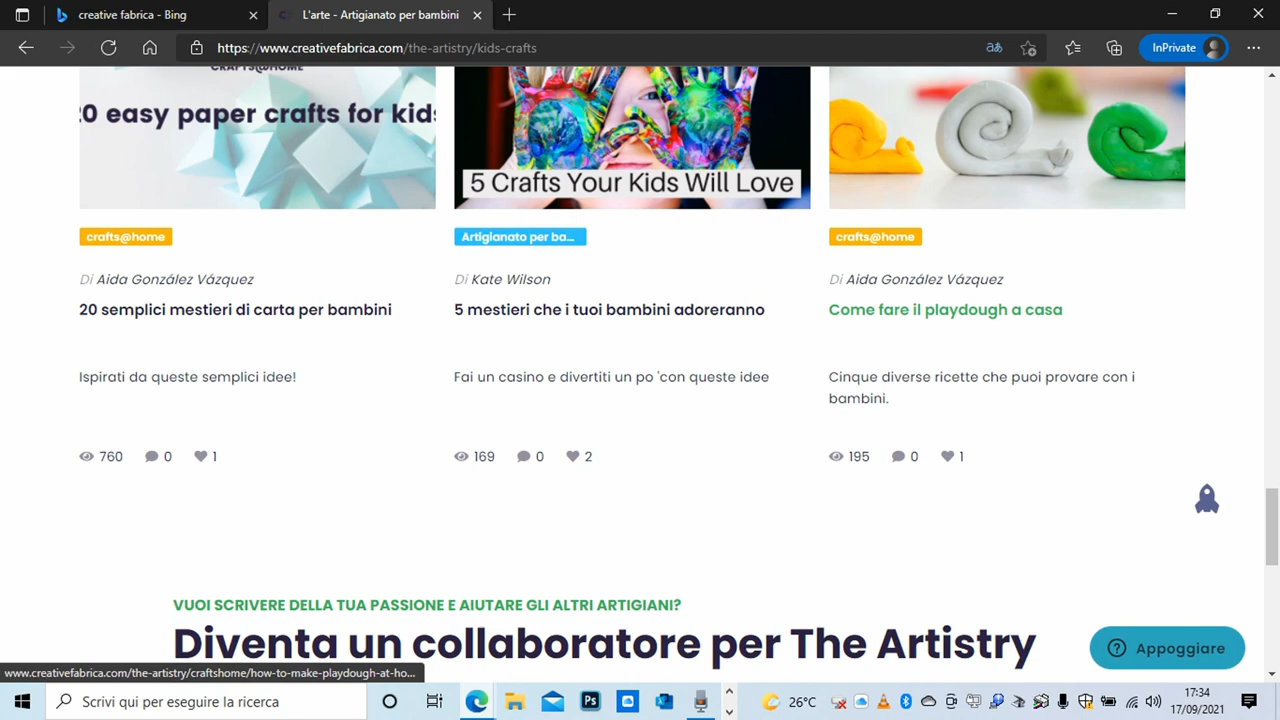 creative fabrica - Bing
L'arte - Artigianato per bambini
https://www.creativefabrica.com/the-artistry/kids-crafts
InPrivate
CRAFTS@HOME
20 easy paper crafts for kids
5 Crafts Your Kids Will Love
crafts@home
Artigianato per ba...
crafts@home
Di Aida González Vázquez
Di Kate Wilson
Di Aida González Vázquez
20 semplici mestieri di carta per bambini
5 mestieri che i tuoi bambini adoreranno
Come fare il playdough a casa
Ispirati da queste semplici idee!
Fai un casino e divertiti un po 'con queste idee
Cinque diverse ricette che puoi provare con i
bambini.
760 0 1
169 0 2
195 0 1
VUOI SCRIVERE DELLA TUA PASSIONE E AIUTARE GLI ALTRI ARTIGIANI?
Diventa un collaboratore per The Artistry
Appoggiare
www.creativefabrica.com/the-artistry/craftshome/how-to-make-playdough-at-ho...
Scrivi qui per eseguire la ricerca
26°C
17:34
17/09/2021